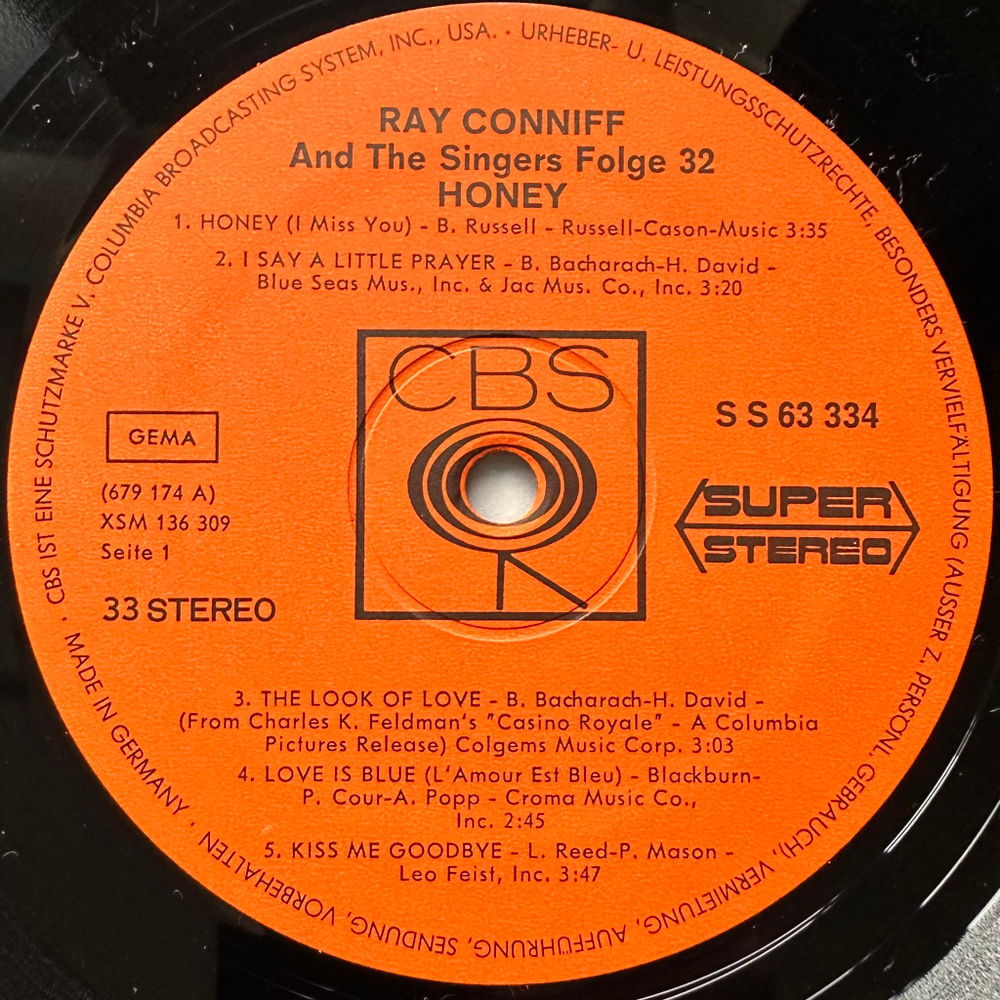 RAY CONNIFF
And The Singers Folge 32
HONEY
1. HONEY (I Miss You) - B. Russell - Russell-Cason-Music 3:35
2. I SAY A LITTLE PRAYER - B. Bacharach-H. David -
Blue Seas Mus., Inc. & Jac Mus. Co., Inc. 3:20
CBS
GEMA
(679 174 A)
XSM 136 309
Seite 1
33 STEREO
S S 63 334
SUPER
STEREO
3. THE LOOK OF LOVE - B. Bacharach-H. David -
(From Charles K. Feldman's "Casino Royale" - A Columbia
Pictures Release) Colgems Music Corp. 3:03
4. LOVE IS BLUE (L'Amour Est Bleu) - Blackburn-
P. Cour-A. Popp - Croma Music Co.,
Inc. 2:45
5. KISS ME GOODBYE - L. Reed-P. Mason -
Leo Feist, Inc. 3:47
· CBS IST EINE SCHUTZMARKE V. COLUMBIA BROADCASTING SYSTEM, INC., USA. · URHEBER- U. LEISTUNGSSCHUTZRECHTE, BESONDERS VERVIELFÄLTIGUNG (AUSSER Z. PERSÖNL. GEBRAUCH), VERMIETUNG, AUFFÜHRUNG, SENDUNG, VORBEHALTEN · MADE IN GERMANY